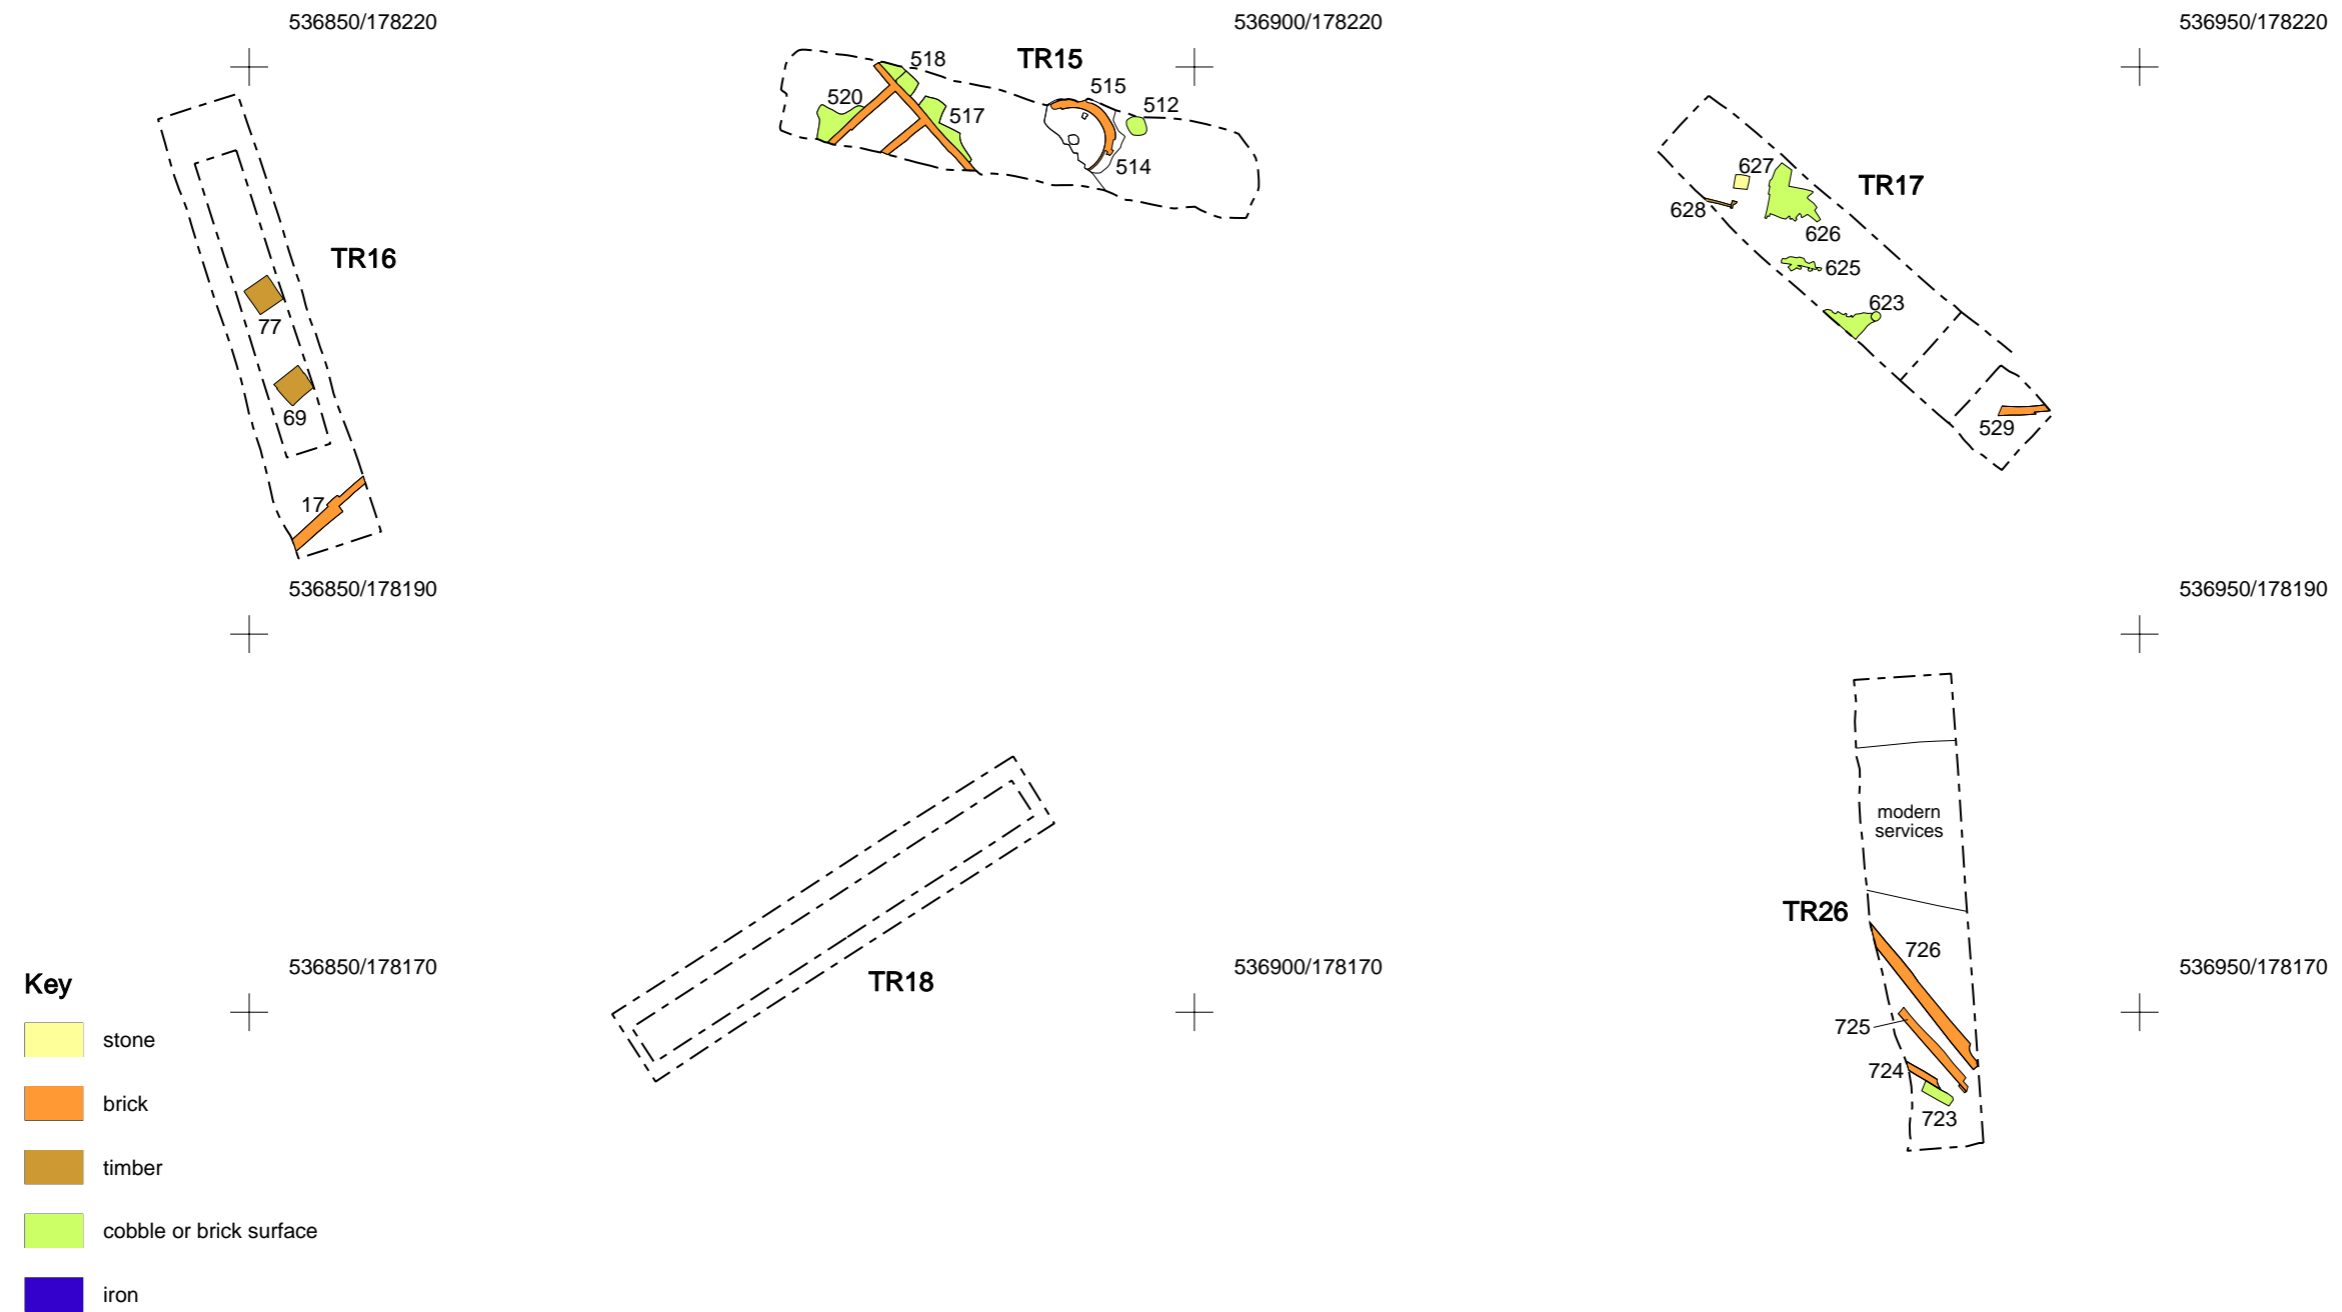 536850/178220
536900/178220
536950/178220
TR15
518
515
520
512
517
514
TR17
627
628
626
TR16
625
623
77
69
529
17
536850/178190
536950/178190
modern
services
TR26
726
536850/178170
TR18
536900/178170
536950/178170
725
724
723
Key
stone
brick
timber
cobble or brick surface
iron